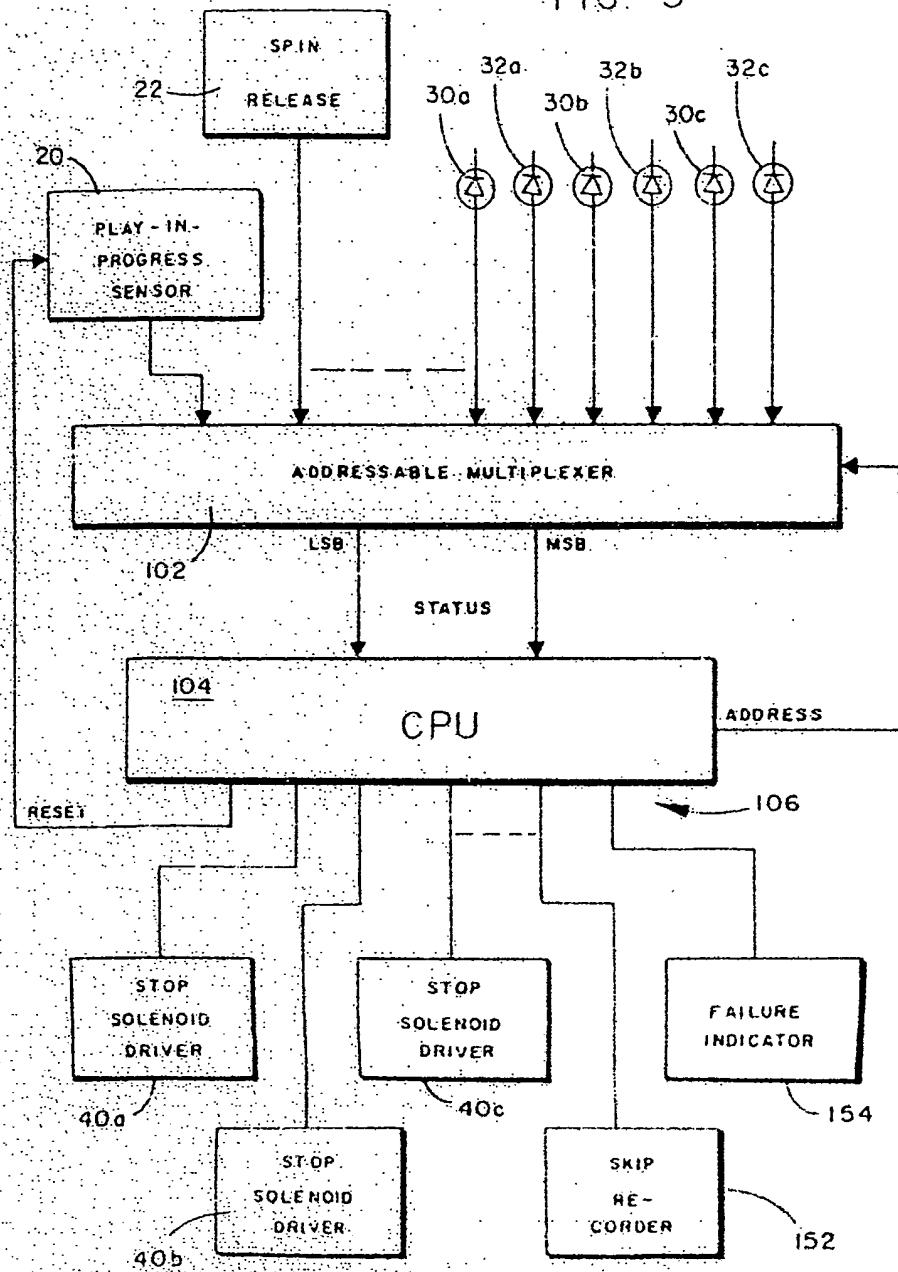 SPIN
RELEASE
22
30a
32a
30b
32b
30c
32c
20
PLAY-IN-
PROGRESS
SENSOR
ADDRESSABLE MULTIPLEXER
102
LSB
MSB
STATUS
104
CPU
ADDRESS
RESET
106
STOP
SOLENOID
DRIVER
40a
STOP
SOLENOID
DRIVER
40c
FAILURE
INDICATOR
154
STOP
SOLENOID
DRIVER
40b
SKIP
RE-
CORDER
152